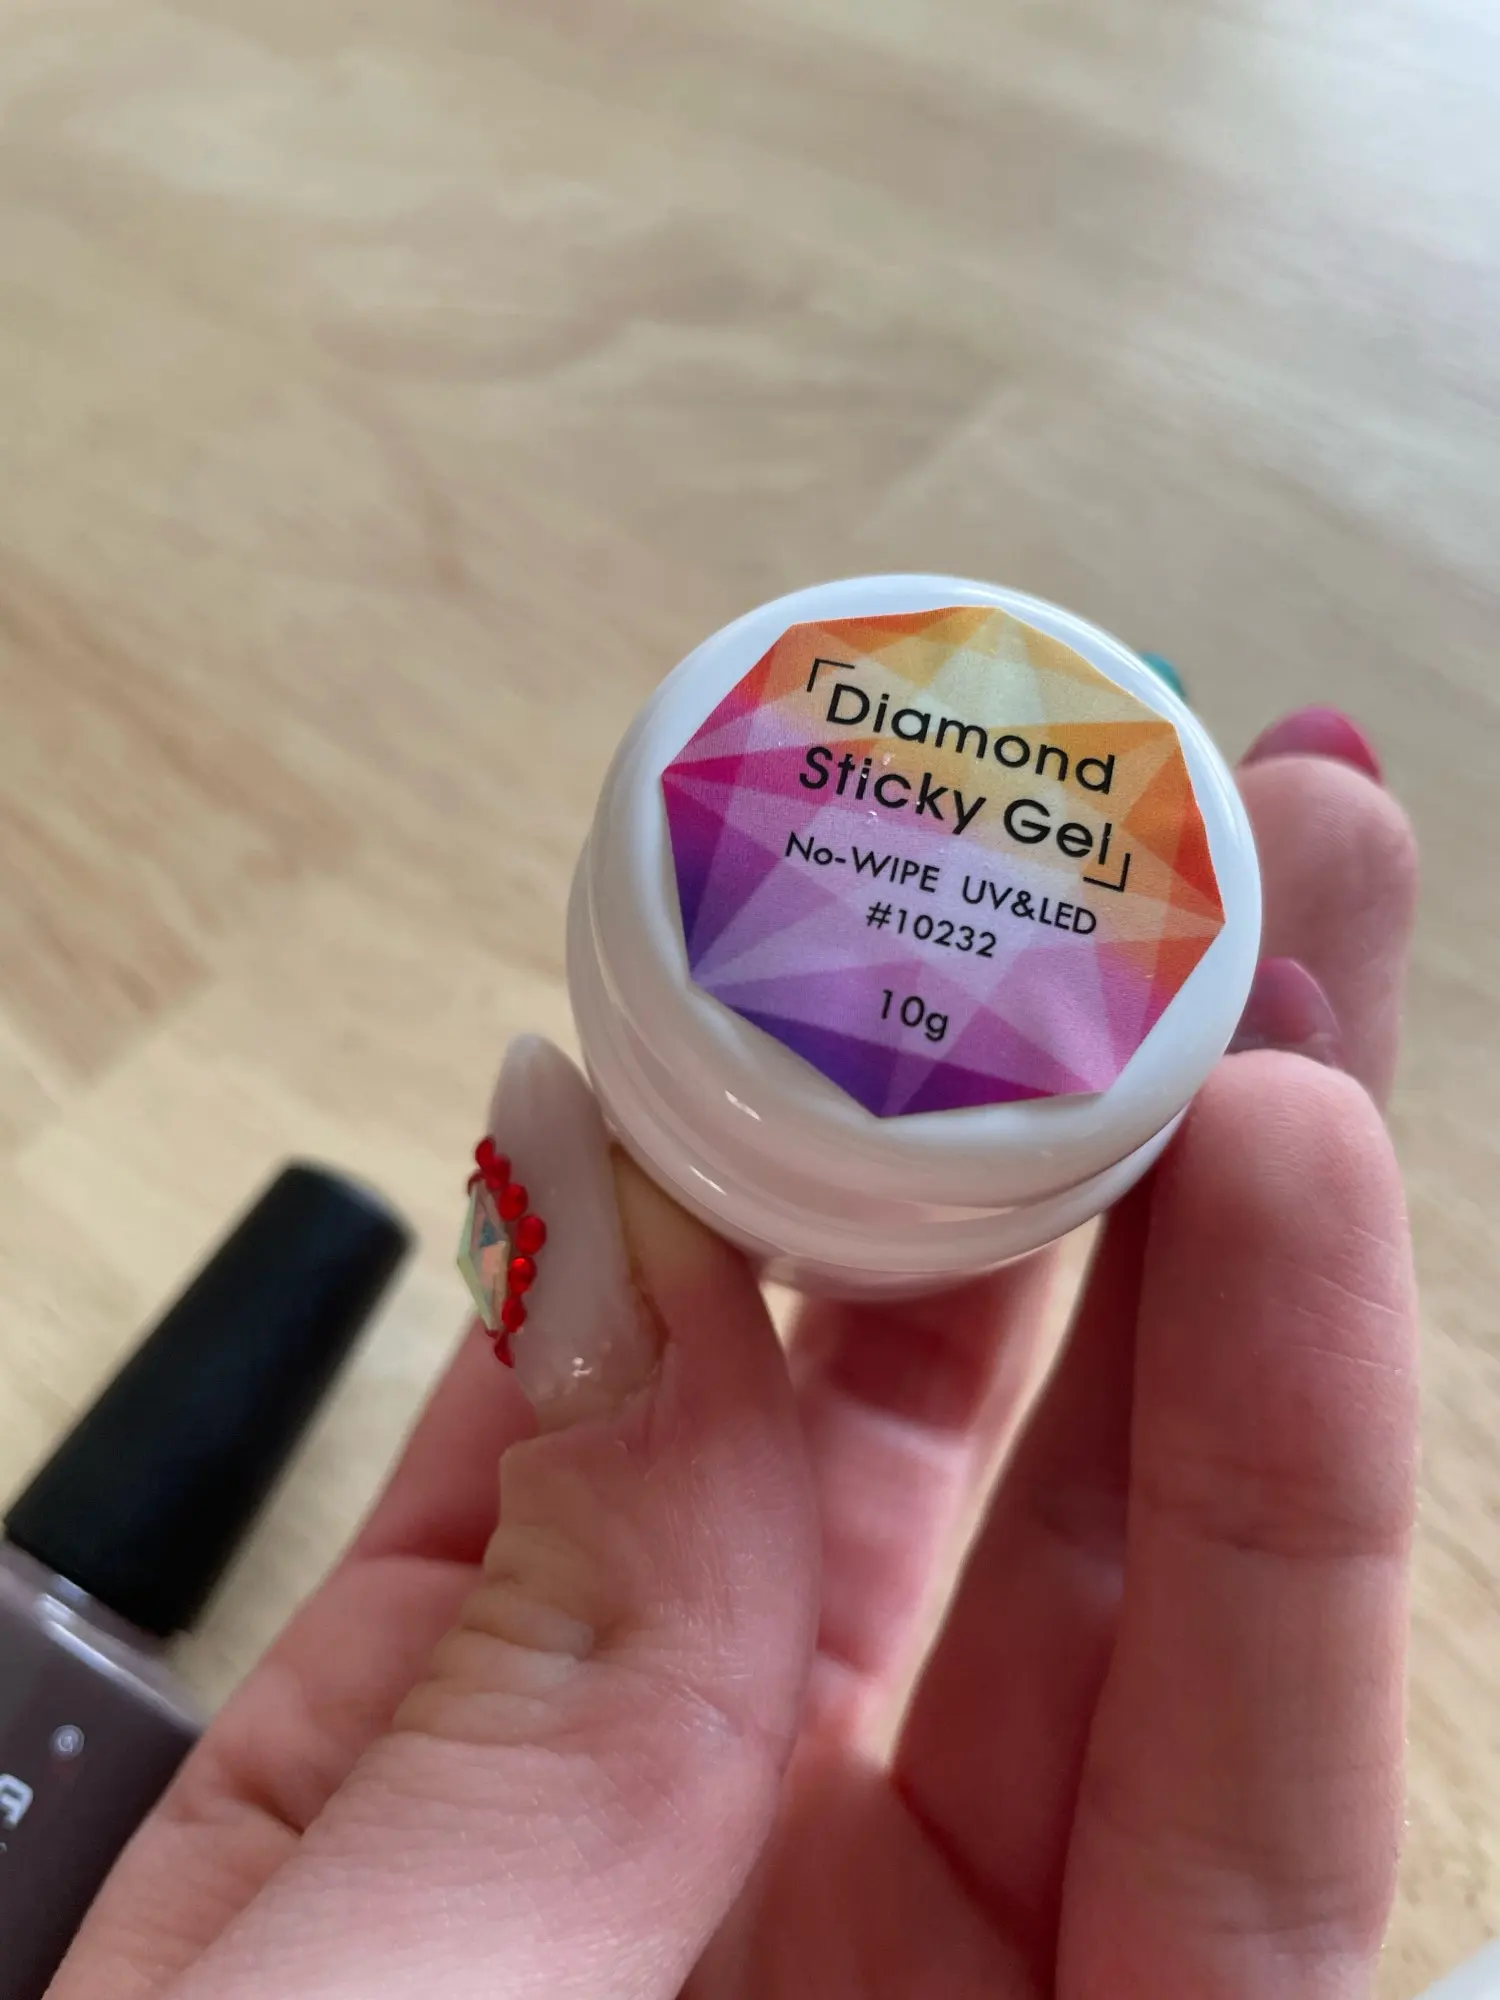 「Diamond
Sticky Gel」
No-WIPE UV&LED
#10232
10g